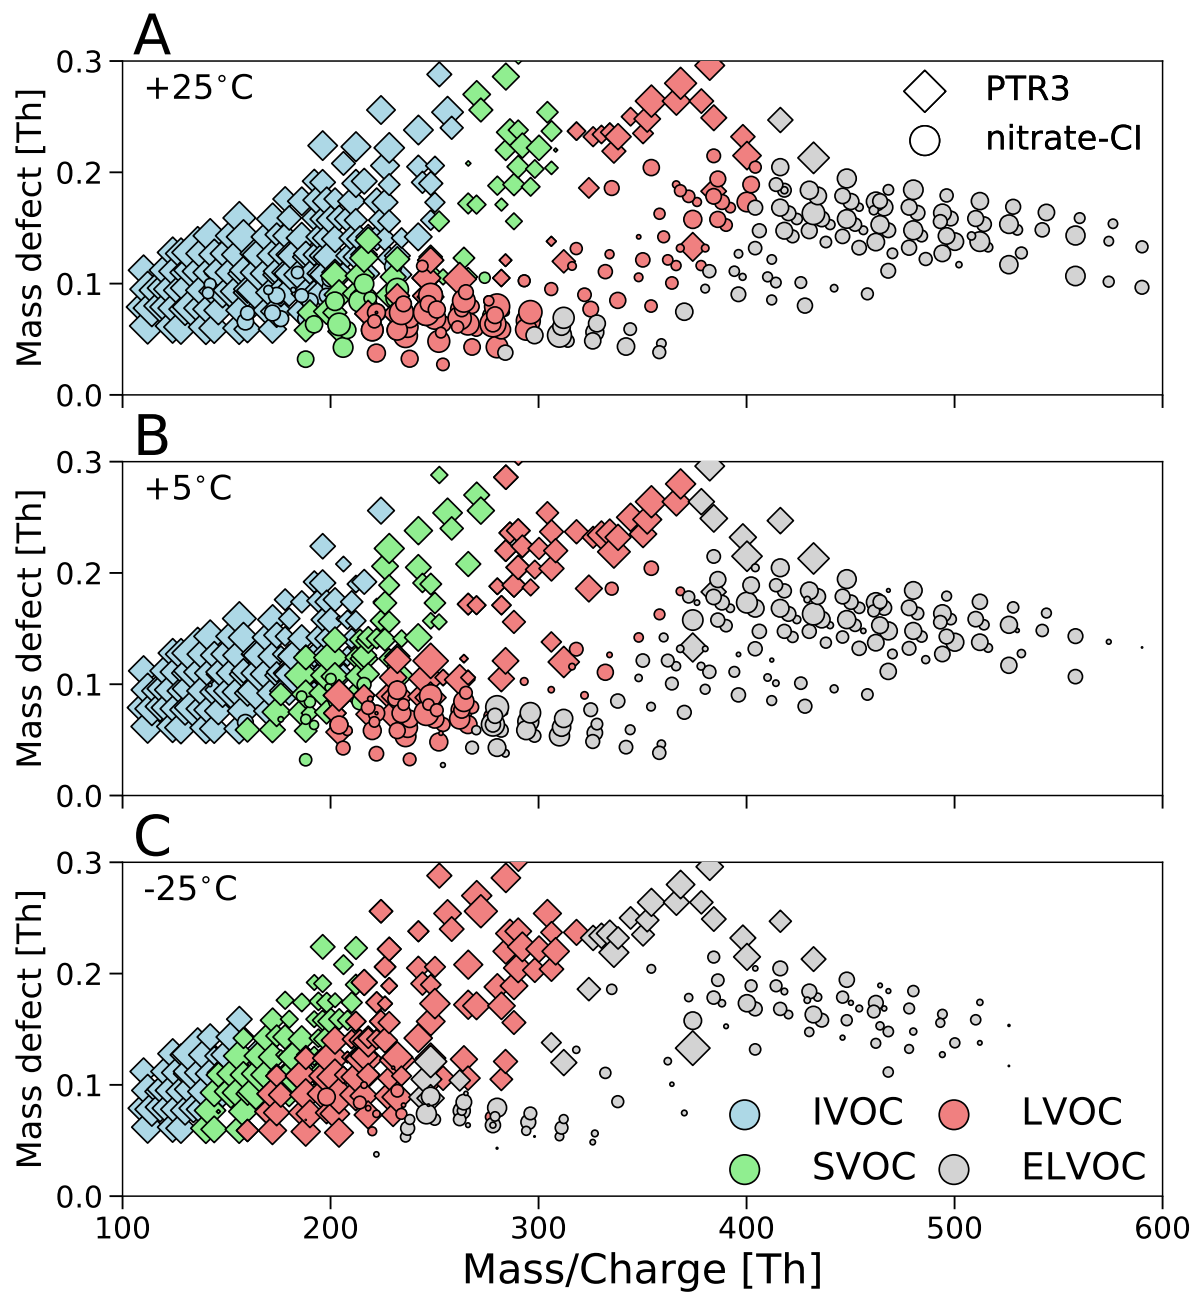 A
+25°C
PTR3
nitrate-CI
0.3
0.2
0.1
0.0
Mass defect [Th]
100
200
300
400
500
600
B
+5°C
0.3
0.2
0.1
0.0
Mass defect [Th]
C
-25°C
0.3
0.2
0.1
0.0
Mass defect [Th]
IVOC
LVOC
SVOC
ELVOC
Mass/Charge [Th]